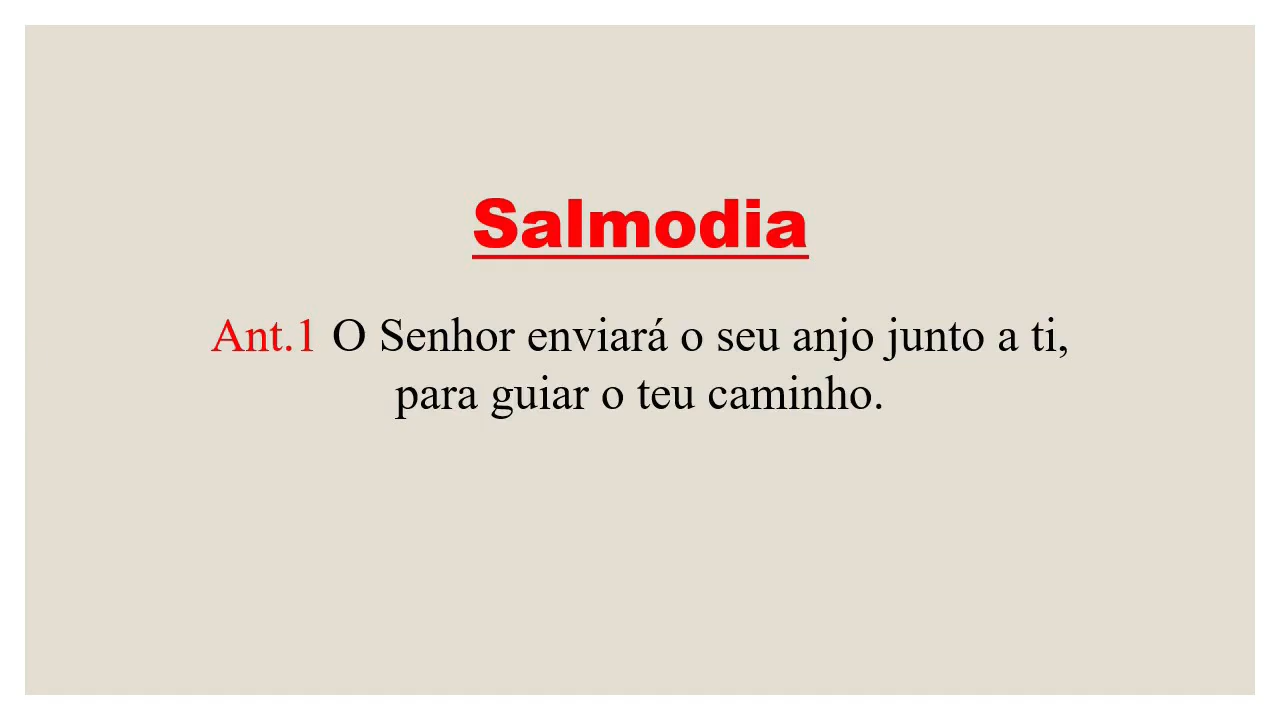 Salmodia
Ant.1 O Senhor enviará o seu anjo junto a ti,
para guiar o teu caminho.